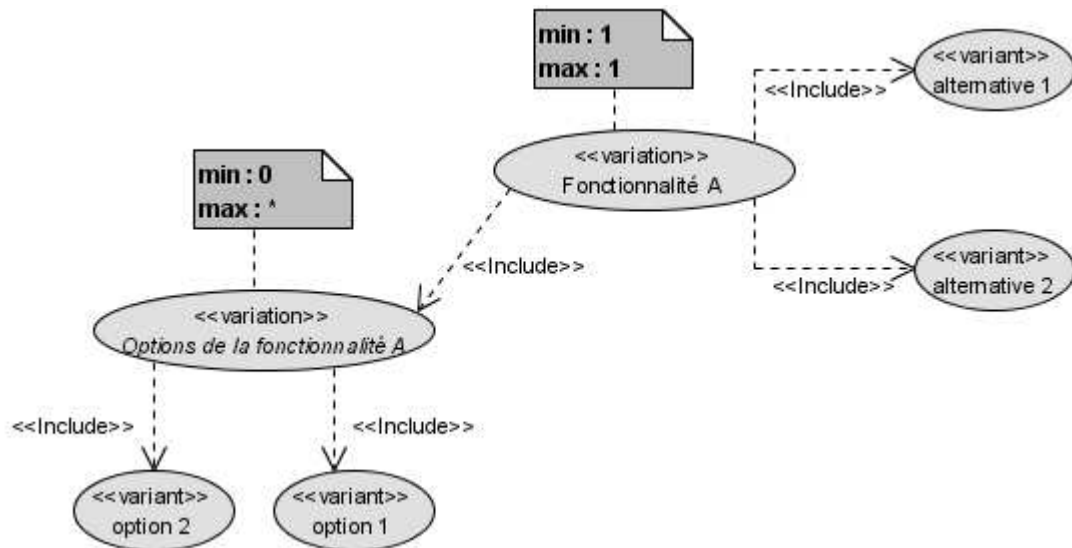 min : 1
max : 1
<<variant>>
alternative 1
<<Include>>
<<variation>>
Fonctionnalité A
min : 0
max : *
<<variant>>
alternative 2
<<Include>>
<<Include>>
<<variation>>
Options de la fonctionnalité A
<<Include>>
<<Include>>
<<variant>>
option 2
<<variant>>
option 1